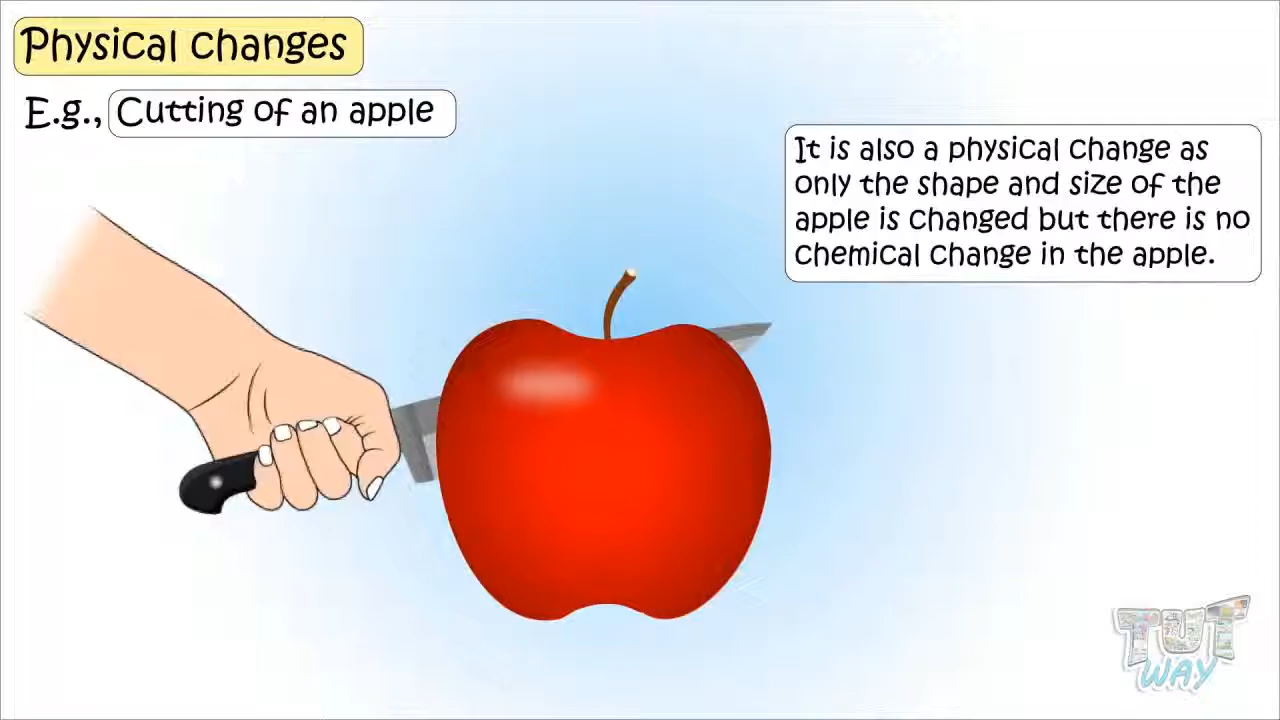 Physical changes
E.g., Cutting of an apple
It is also a physical change as
only the shape and size of the
apple is changed but there is no
chemical change in the apple.
TUT
WAY